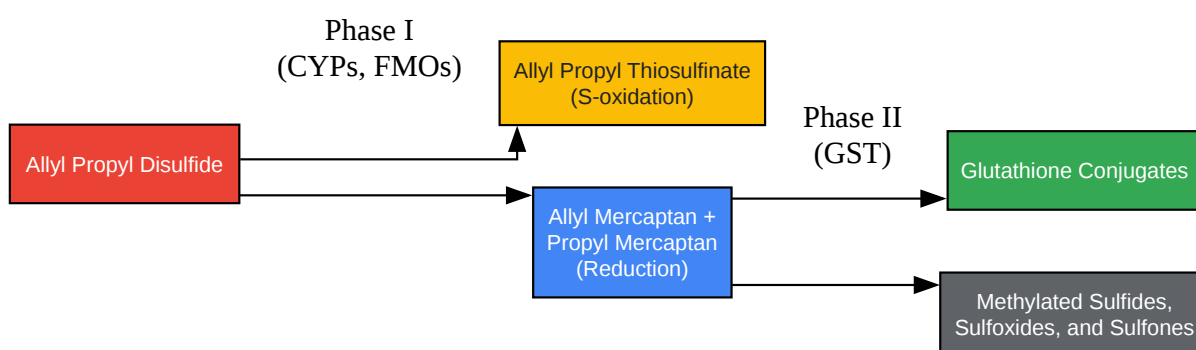 Phase I
(CYPs, FMOs)
Allyl Propyl Thiosulfinate
(S-oxidation)
Allyl Propyl Disulfide
Phase II
(GST)
Glutathione Conjugates
Allyl Mercaptan +
Propyl Mercaptan
(Reduction)
Methylated Sulfides,
Sulfoxides, and Sulfones